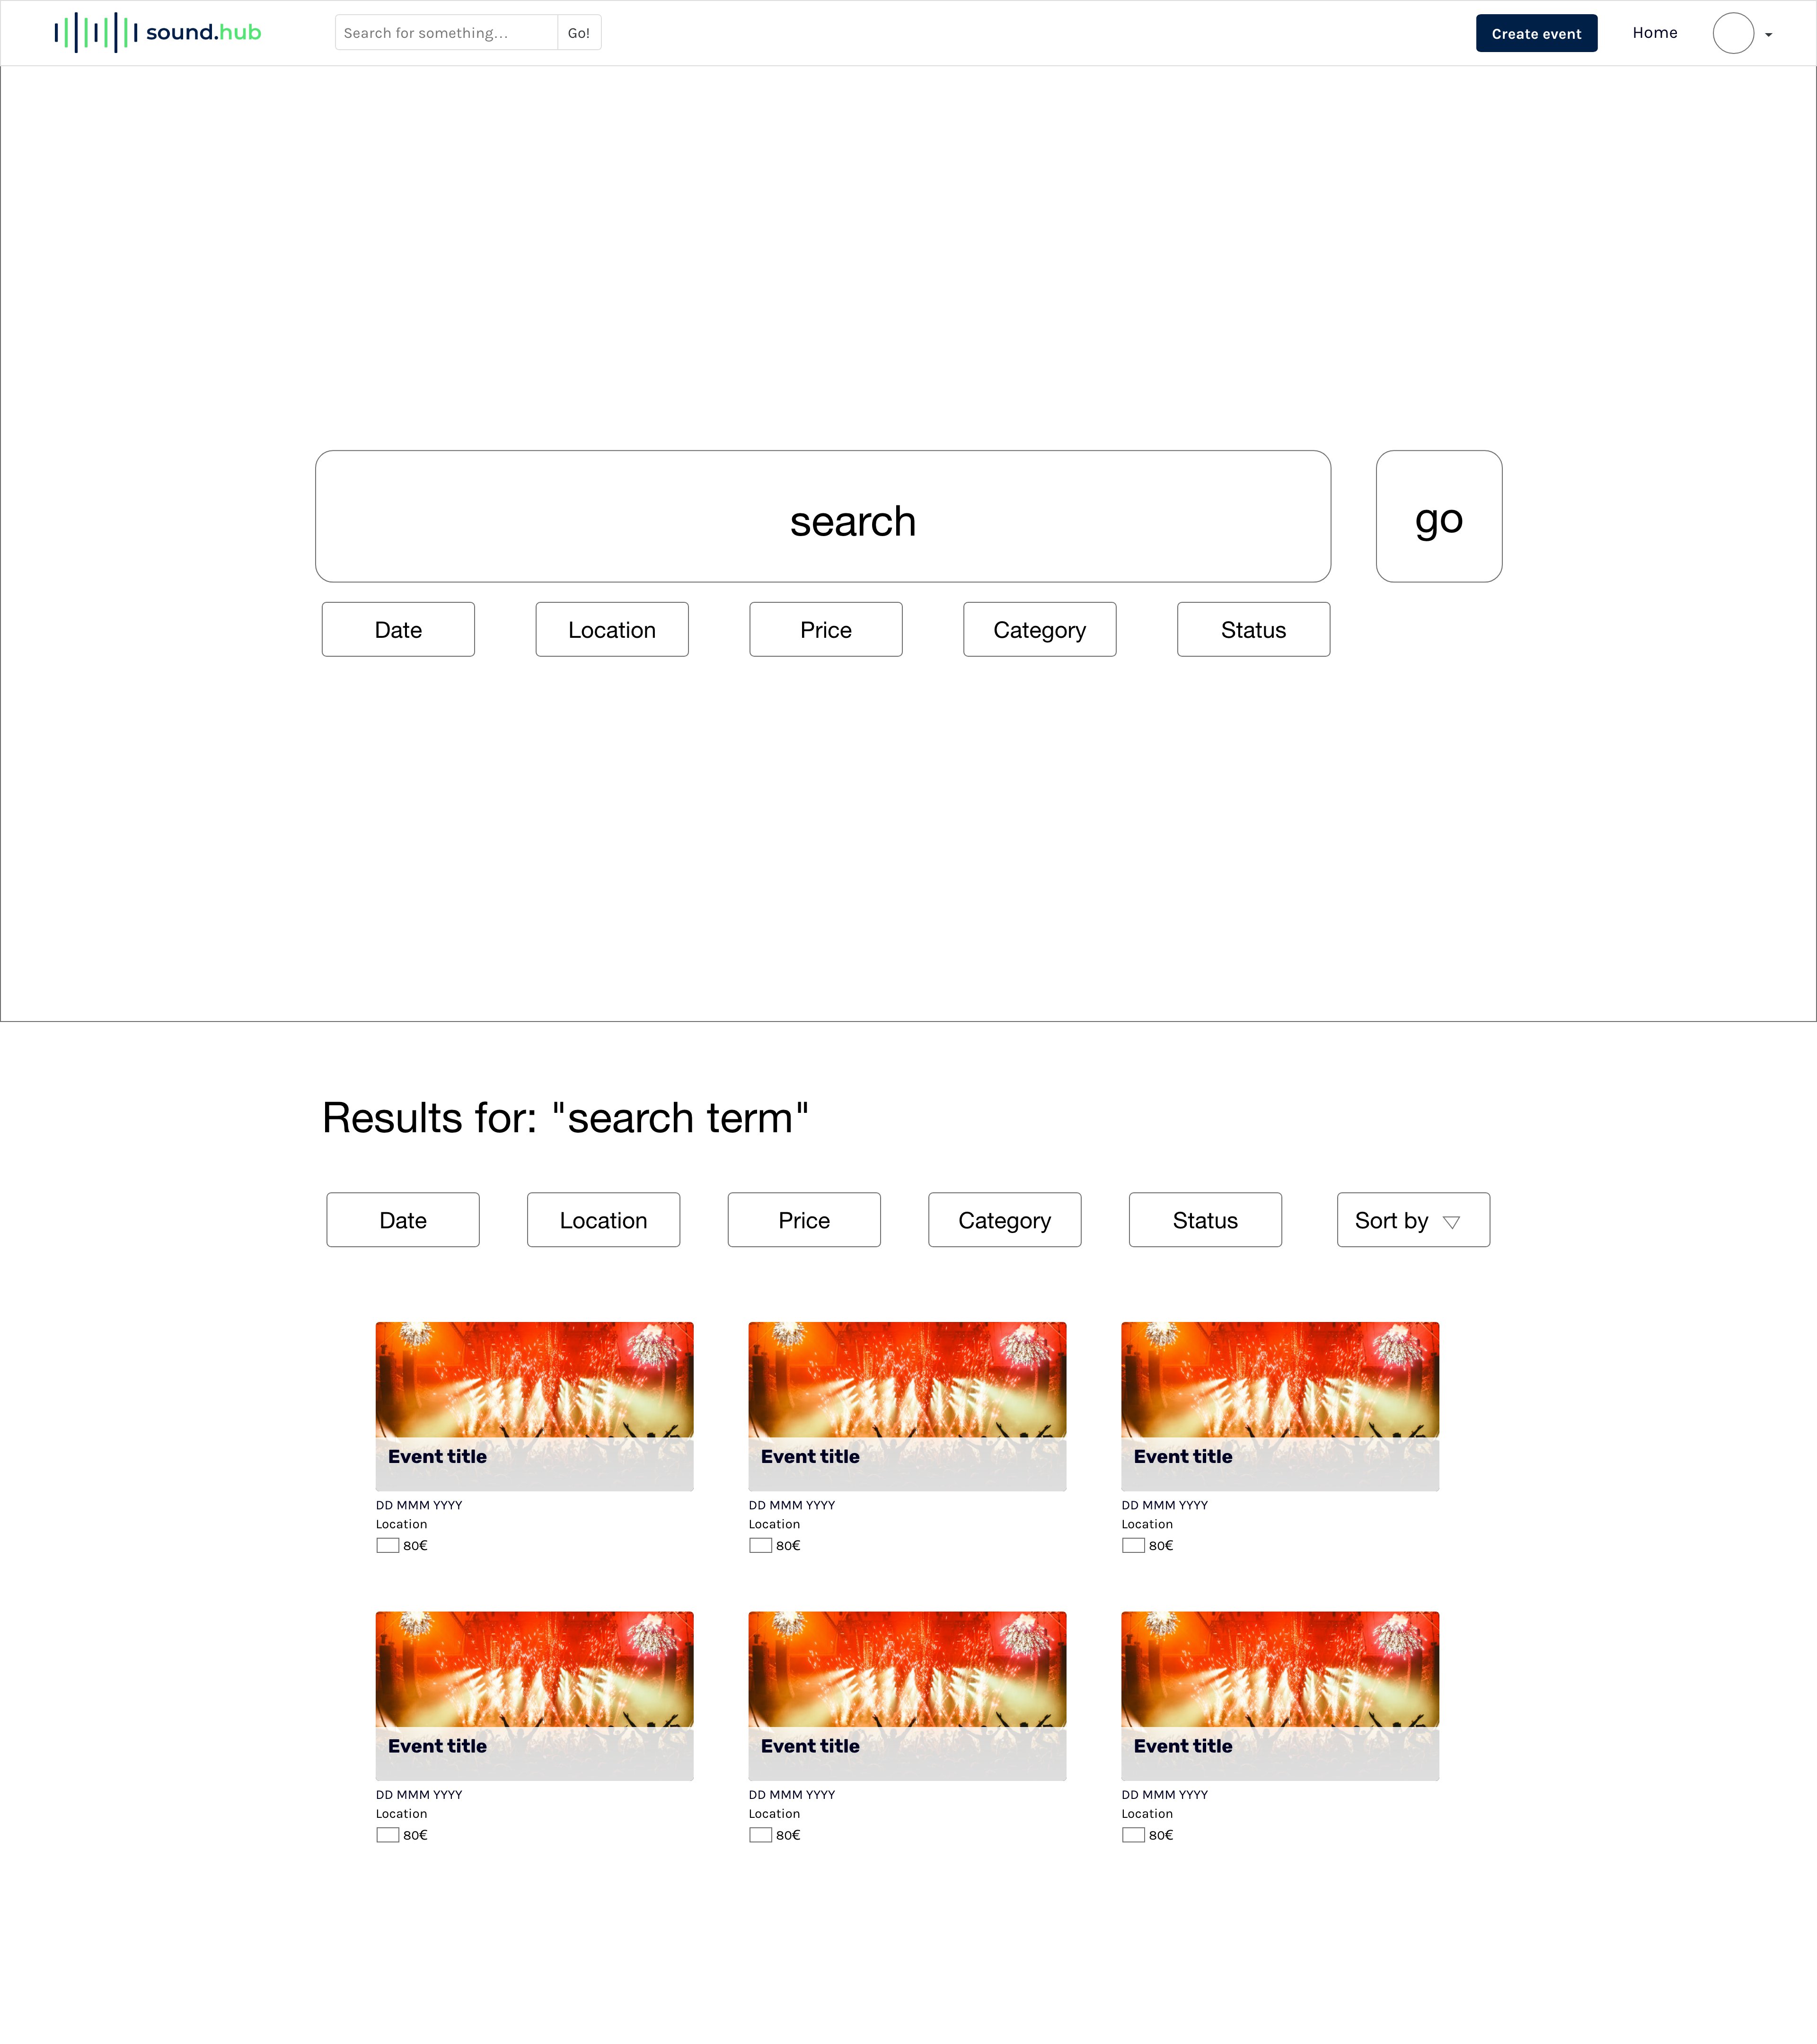 sound.hub Search for something... Go! Create event Home
search go
Date Location Price Category Status
Results for: "search term"
Date Location Price Category Status Sort by
Event title Event title Event title
DD MMM YYYY DD MMM YYYY DD MMM YYYY
Location Location Location
80€ 80€ 80€
Event title Event title Event title
DD MMM YYYY DD MMM YYYY DD MMM YYYY
Location Location Location
80€ 80€ 80€